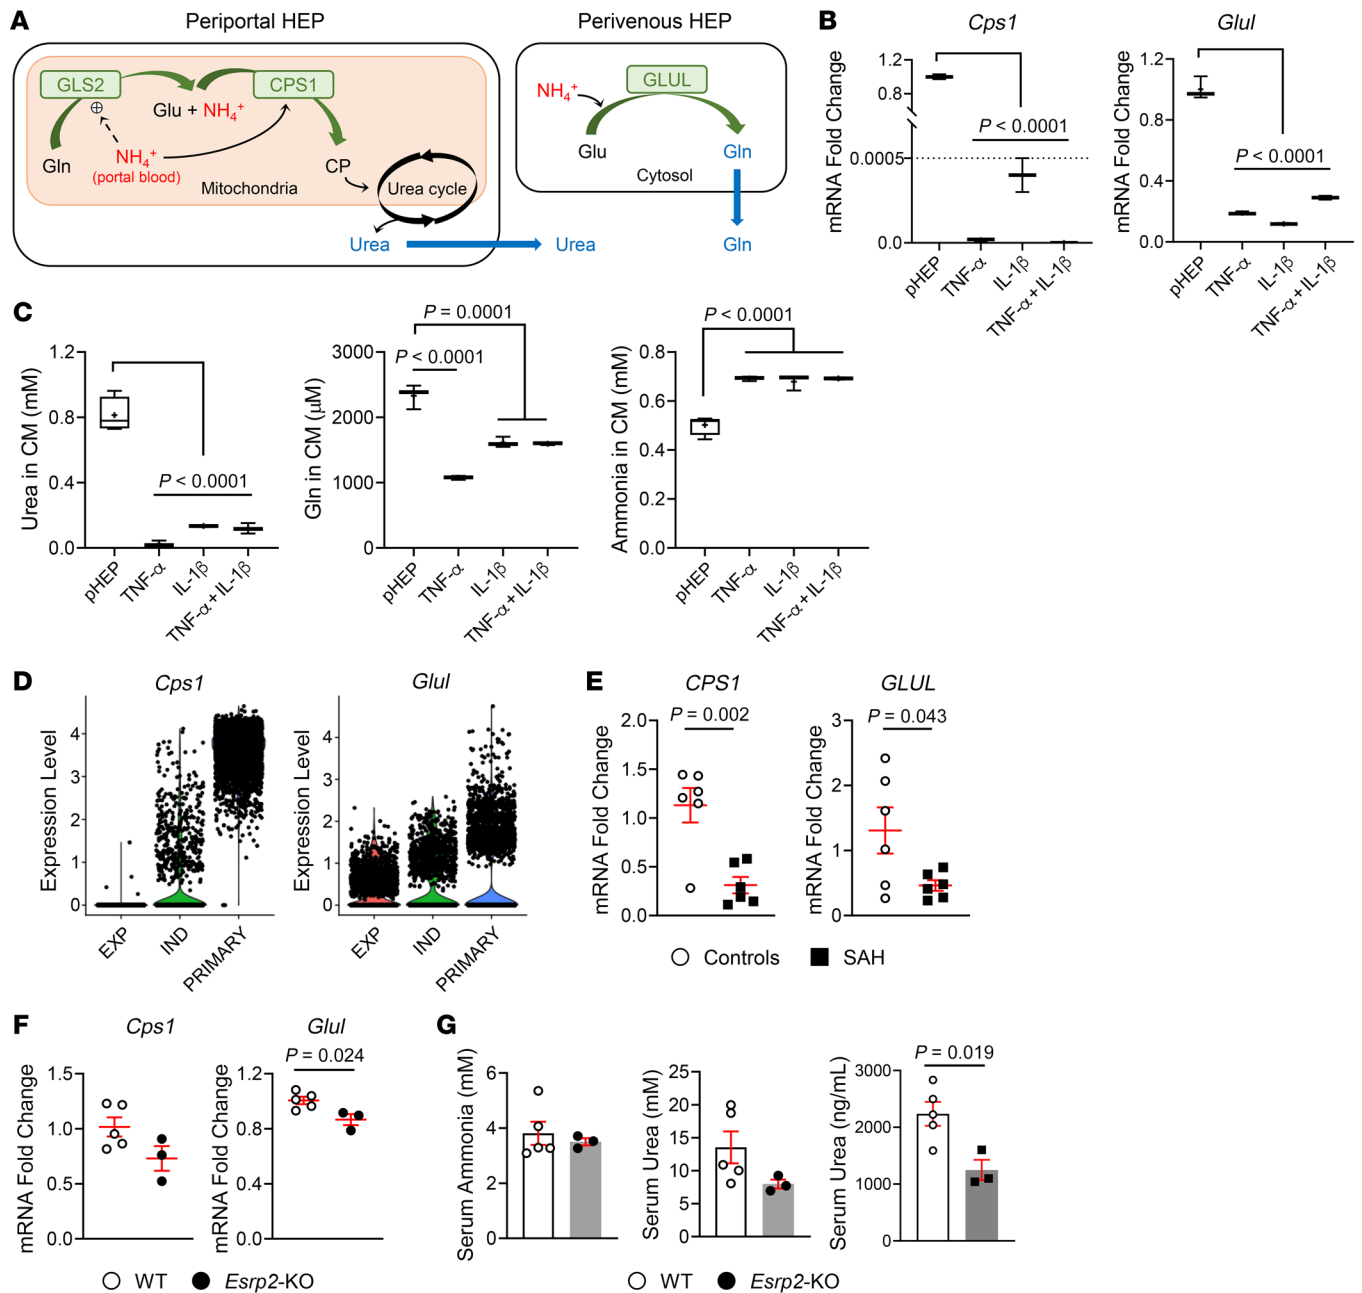 A
Periportal HEP
Perivenous HEP
GLS2
CPS1
Glu + NH₄⁺
Gln
NH₄⁺
(portal blood)
Mitochondria
CP
Urea cycle
Urea
Urea
NH₄⁺
GLUL
Glu
Gln
Cytosol
Gln
B
Cps1
mRNA Fold Change
1.2
0.8
0.0005
0.0
P < 0.0001
pHEP
TNF-α
IL-1β
TNF-α + IL-1β
Glul
mRNA Fold Change
1.2
0.8
0.4
0.0
P < 0.0001
pHEP
TNF-α
IL-1β
TNF-α + IL-1β
C
Urea in CM (mM)
1.2
0.8
0.4
0.0
P < 0.0001
pHEP
TNF-α
IL-1β
TNF-α + IL-1β
Gln in CM (μM)
3000
2000
1000
0
P = 0.0001
P < 0.0001
pHEP
TNF-α
IL-1β
TNF-α + IL-1β
Ammonia in CM (mM)
0.8
0.6
0.4
0.2
0.0
P < 0.0001
pHEP
TNF-α
IL-1β
TNF-α + IL-1β
D
Cps1
Expression Level
4
3
2
1
0
EXP
IND
PRIMARY
Glul
Expression Level
4
3
2
1
0
EXP
IND
PRIMARY
E
CPS1
P = 0.002
mRNA Fold Change
2.0
1.5
1.0
0.5
0.0
GLUL
P = 0.043
mRNA Fold Change
3
2
1
0
Controls
SAH
F
Cps1
mRNA Fold Change
1.5
1.0
0.5
0.0
Glul
P = 0.024
mRNA Fold Change
1.2
0.8
0.4
0.0
WT
Esrp2-KO
G
Serum Ammonia (mM)
6
4
2
0
Serum Urea (mM)
25
20
15
10
5
0
Serum Urea (ng/mL)
P = 0.019
3000
2000
1000
0
WT
Esrp2-KO